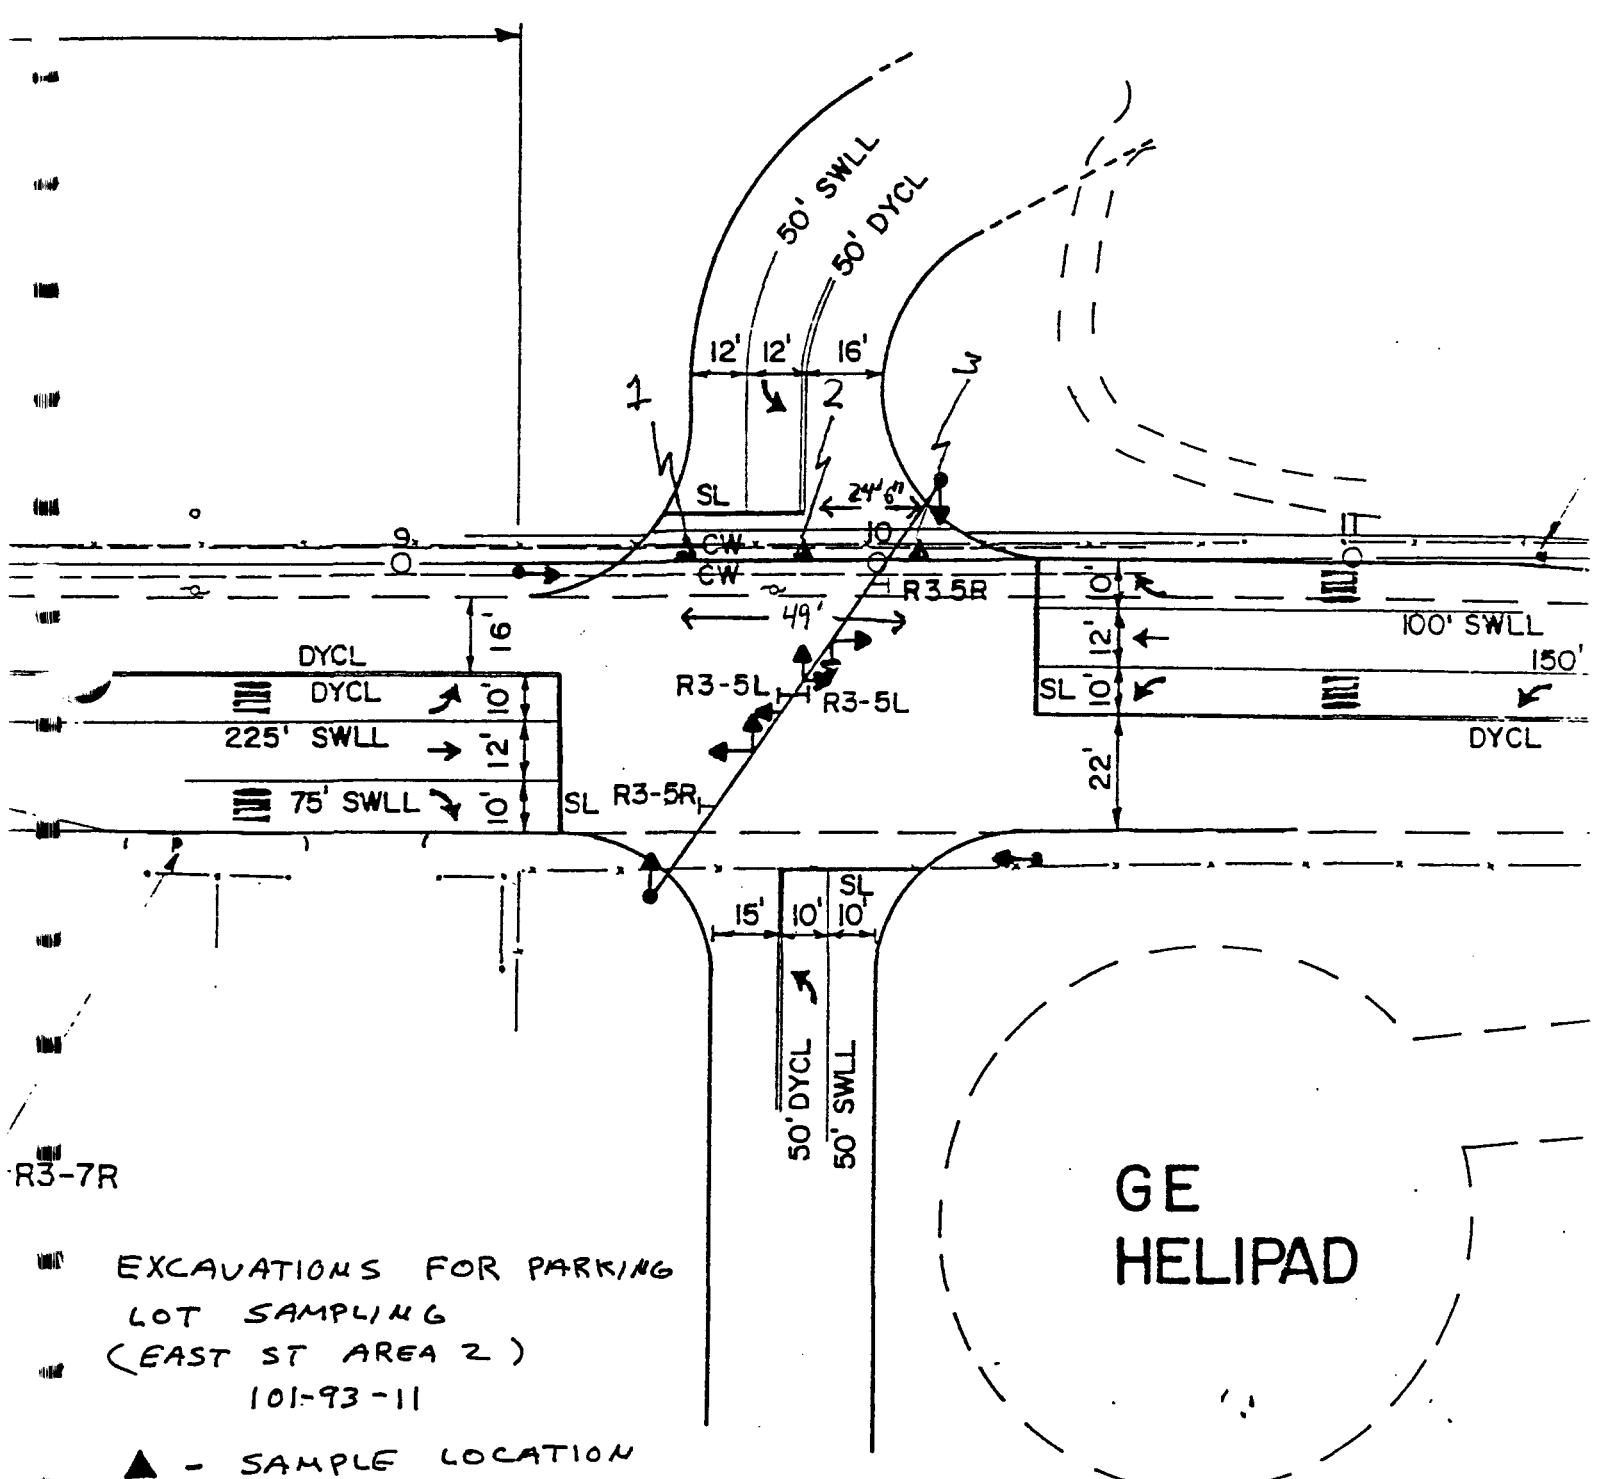 50' SWLL
50' DYCL
12' 12' 16'
1
2
3
SL
24' 6"
9
10
11
CW
CW
R3-5R
49'
16'
10'
12'
100' SWLL
150'
DYCL
DYCL
10'
R3-5L
R3-5L
SL
10'
225' SWLL
12'
DYCL
22'
75' SWLL
10'
SL
R3-5R
SL
15' 10' 10'
50' DYCL
50' SWLL
R3-7R
GE
HELIPAD
EXCAVATIONS FOR PARKING
LOT SAMPLING
(EAST ST AREA 2)
101-93-11
▲ - SAMPLE LOCATION